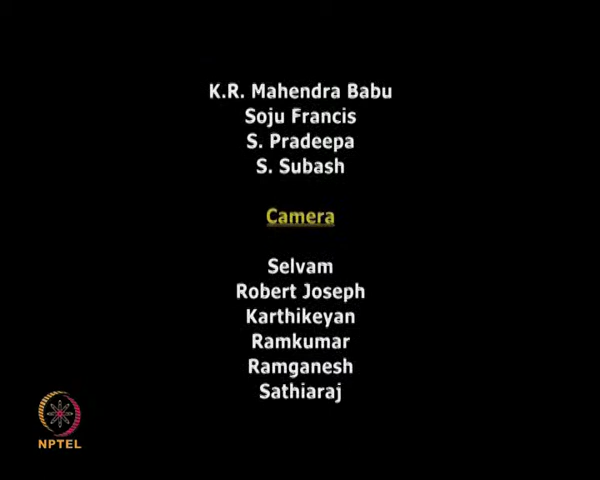 K.R. Mahendra Babu
Soju Francis
S. Pradeepa
S. Subash
Camera
Selvam
Robert Joseph
Karthikeyan
Ramkumar
Ramganesh
Sathiaraj
NPTEL